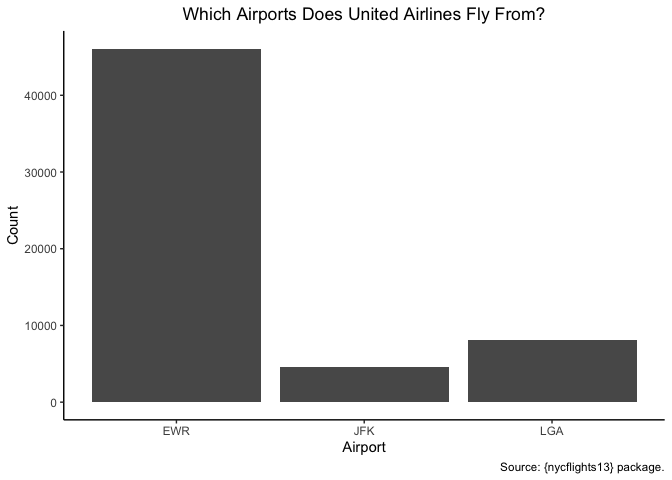 Which Airports Does United Airlines Fly From?
40000
30000
20000
10000
0
Count
EWR
JFK
LGA
Airport
Source: {nycflights13} package.